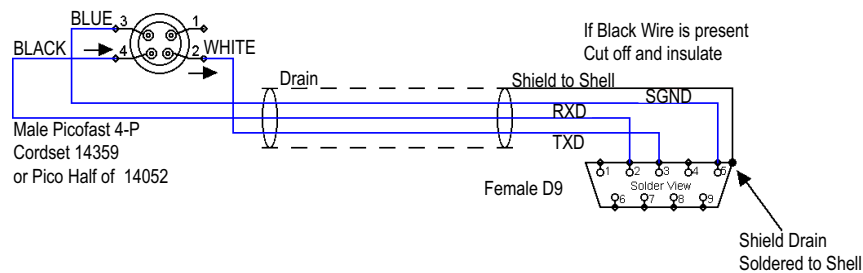 BLUE 3 1
BLACK 4 2 WHITE
If Black Wire is present
Cut off and insulate
Drain
Shield to Shell
SGND
RXD
TXD
Male Picofast 4-P
Cordset 14359
or Pico Half of 14052
Female D9
1 2 3 4 5
Solder View
6 7 8 9
Shield Drain
Soldered to Shell